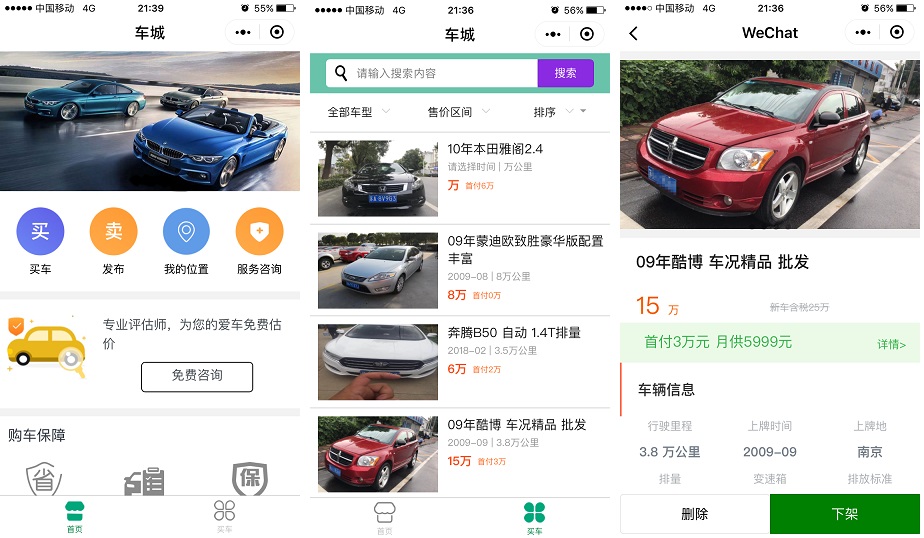 中国移动 4G 21:39 55%
车城
买
卖
买车
发布
我的位置
服务咨询
专业评估师，为您的爱车免费估
价
免费咨询
购车保障
省
保
首页
买车
中国移动 4G 21:36 56%
车城
请输入搜索内容
搜索
全部车型
售价区间
排序
10年本田雅阁2.4
请选择时间 | 万公里
万 首付6万
09年蒙迪欧致胜豪华版配置
丰富
2009-08 | 8万公里
8万 首付0万
奔腾B50 自动 1.4T排量
2018-02 | 3.5万公里
6万 首付2万
09年酷博 车况精品 批发
2009-09 | 3.8万公里
15万 首付3万
首页
买车
中国移动 4G 21:36 56%
WeChat
09年酷博 车况精品 批发
15 万
新车含税25万
首付3万元 月供5999元
详情>
车辆信息
行驶里程
上牌时间
上牌地
3.8 万公里
2009-09
南京
排量
变速箱
排放标准
删除
下架